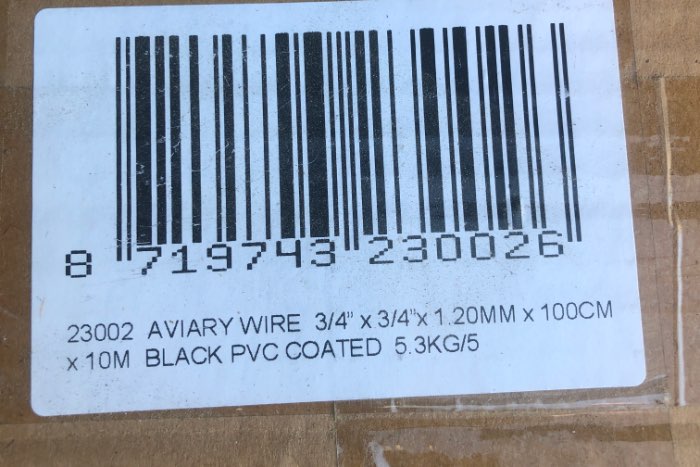 8 719743 230026
23002 AVIARY WIRE 3/4" x 3/4"x 1.20MM x 100CM
x 10M BLACK PVC COATED 5.3KG/5